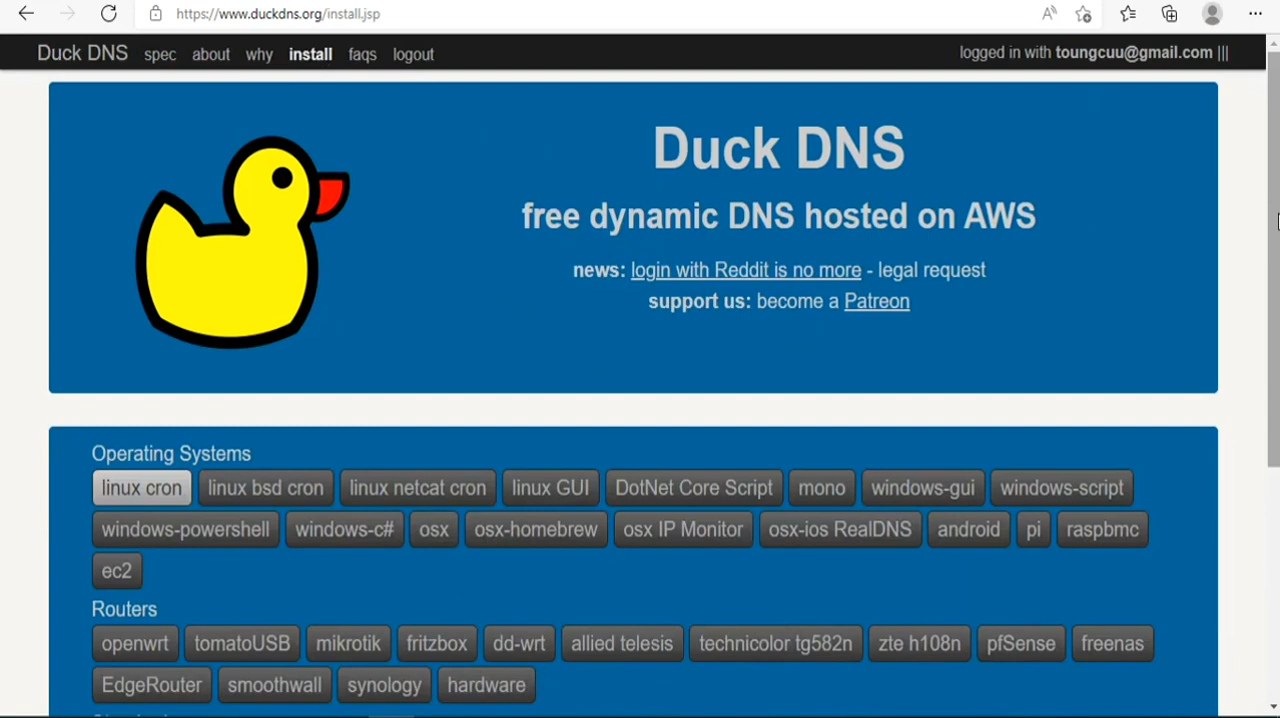 https://www.duckdns.org/install.jsp
Duck DNS spec about why install faqs logout logged in with toungcuu@gmail.com |||
Duck DNS
free dynamic DNS hosted on AWS
news: login with Reddit is no more - legal request
support us: become a Patreon
Operating Systems
linux cron linux bsd cron linux netcat cron linux GUI DotNet Core Script mono windows-gui windows-script
windows-powershell windows-c# osx osx-homebrew osx IP Monitor osx-ios RealDNS android pi raspbmc
ec2
Routers
openwrt tomatoUSB mikrotik fritzbox dd-wrt allied telesis technicolor tg582n zte h108n pfSense freenas
EdgeRouter smoothwall synology hardware